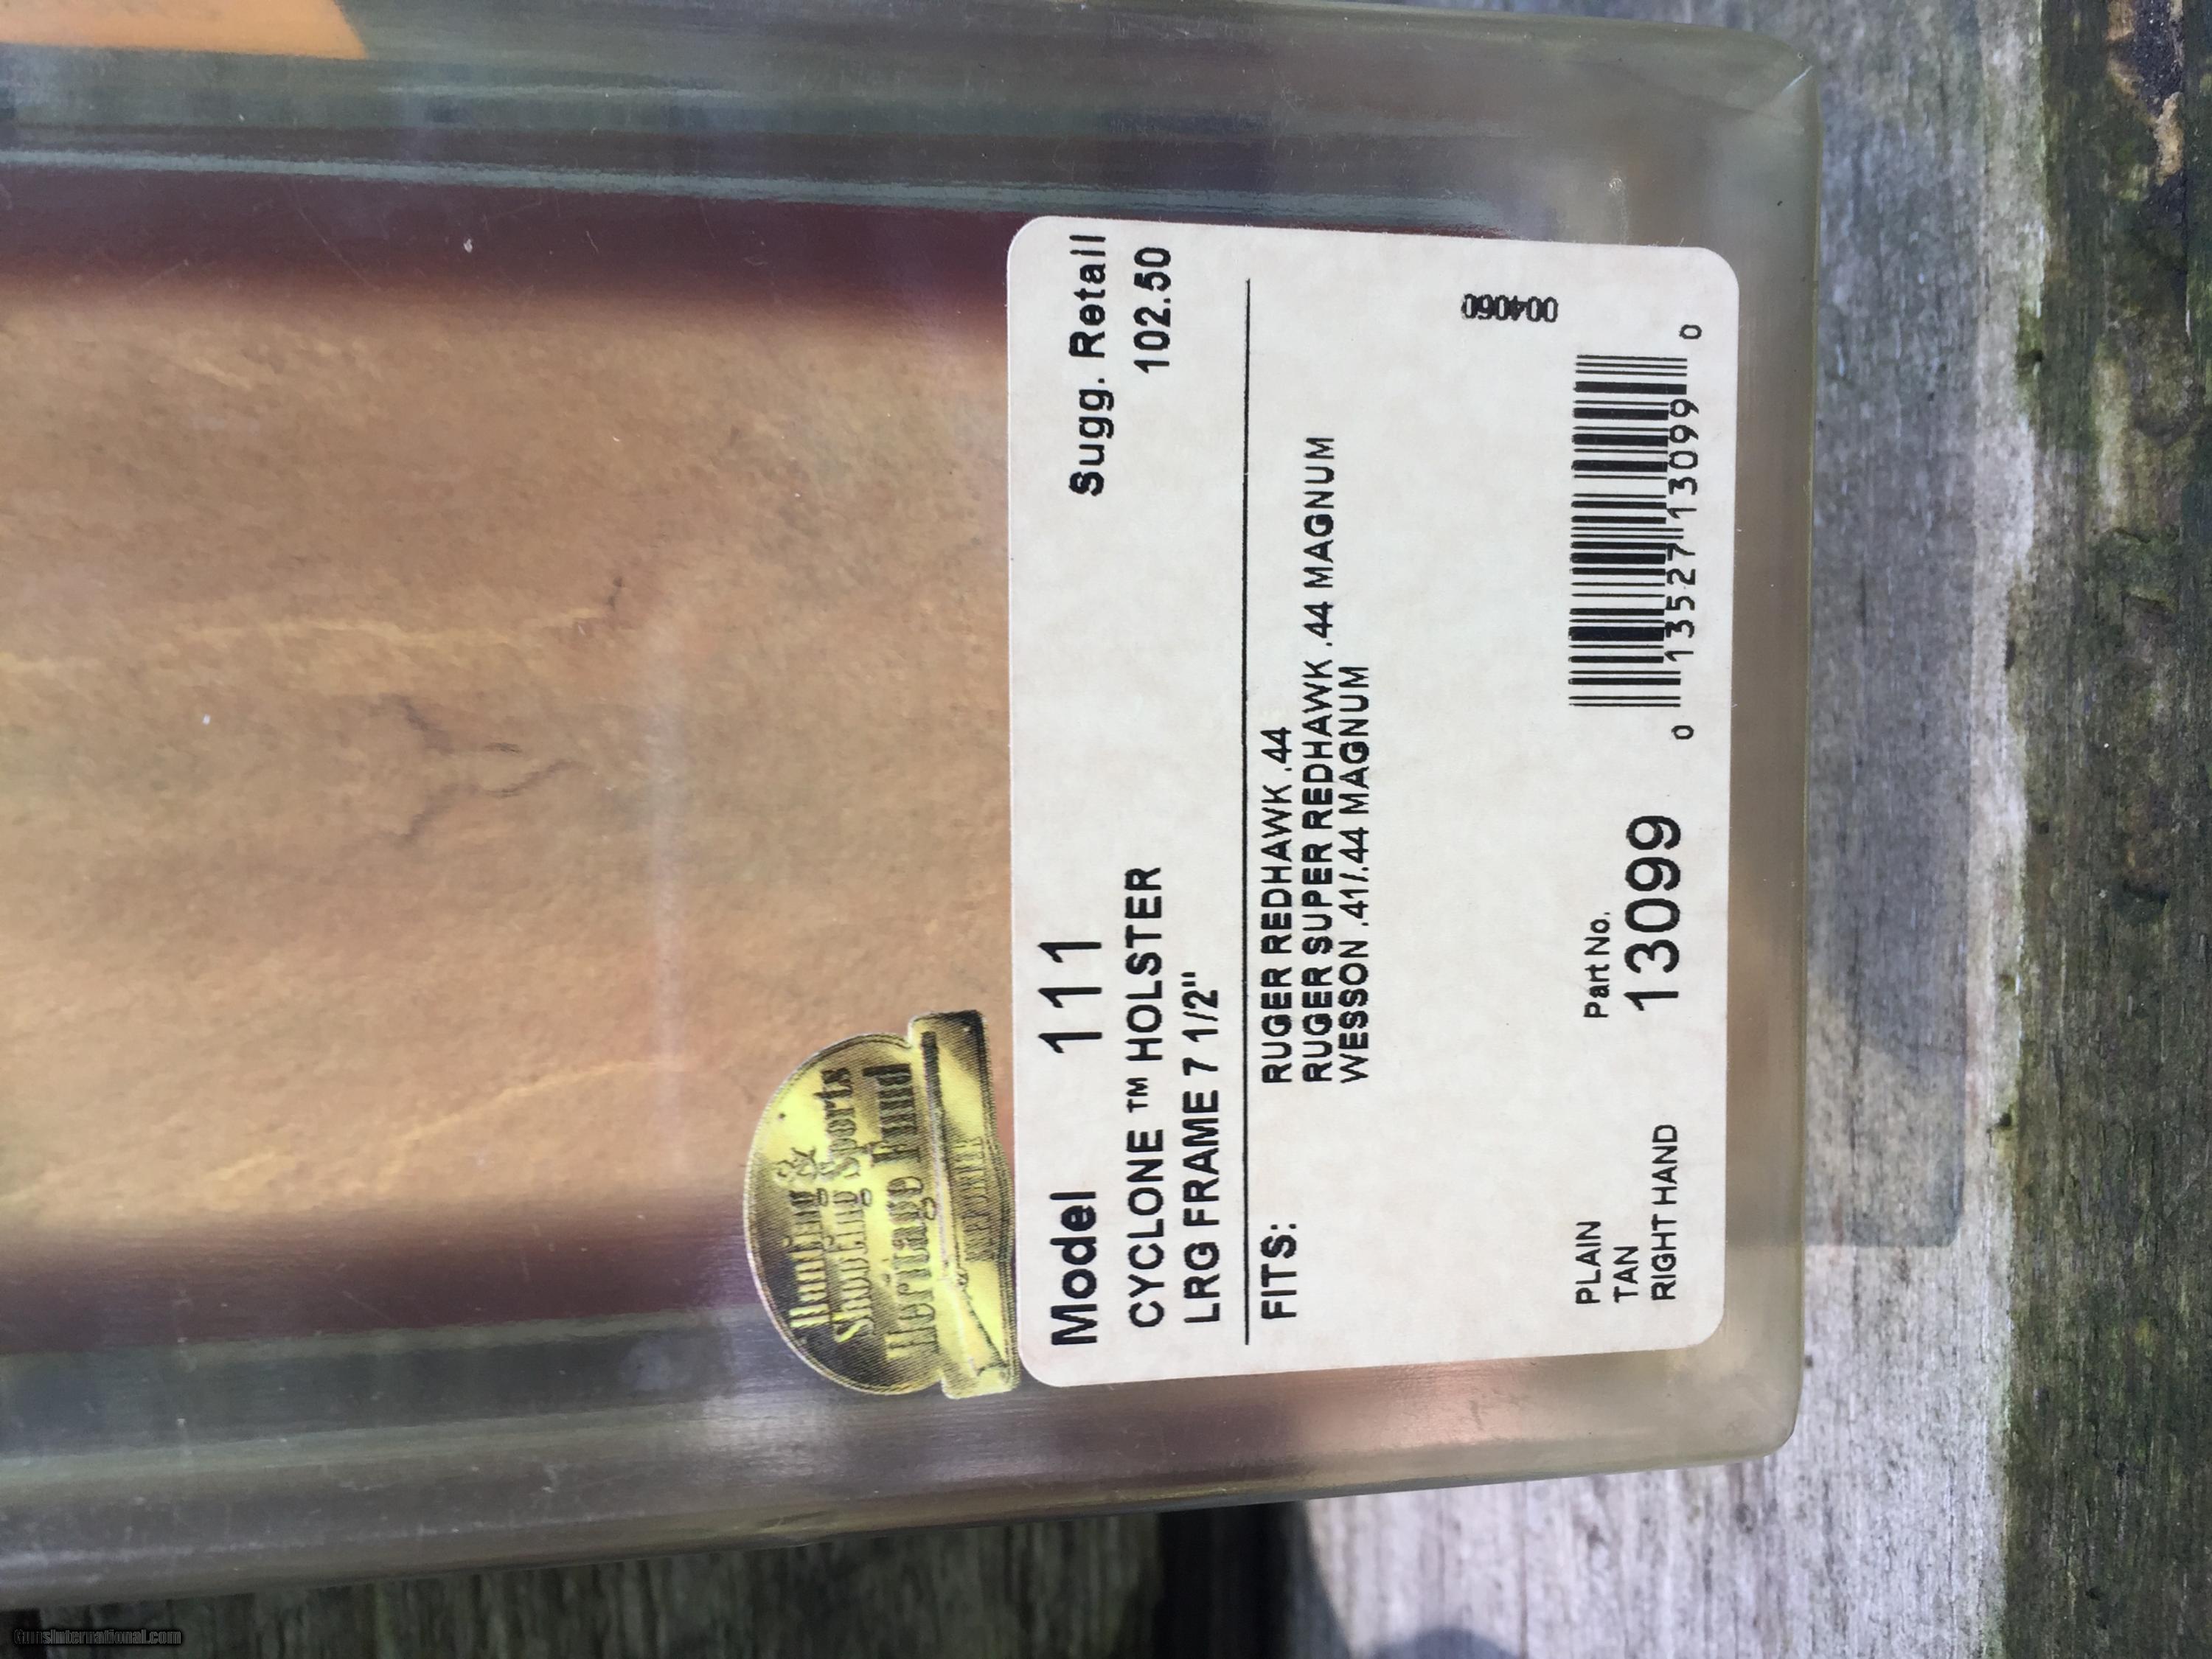 Hunting &
Shooting Sports
Heritage Fund
Model 111
Sugg. Retail
CYCLONE ™ HOLSTER
102.50
LRG FRAME 7 1/2"
FITS:
RUGER REDHAWK .44
RUGER SUPER REDHAWK .44 MAGNUM
WESSON .41/.44 MAGNUM
004060
PLAIN
TAN
RIGHT HAND
Part No.
13099
0 13527 13099 0
GunsInternational.com